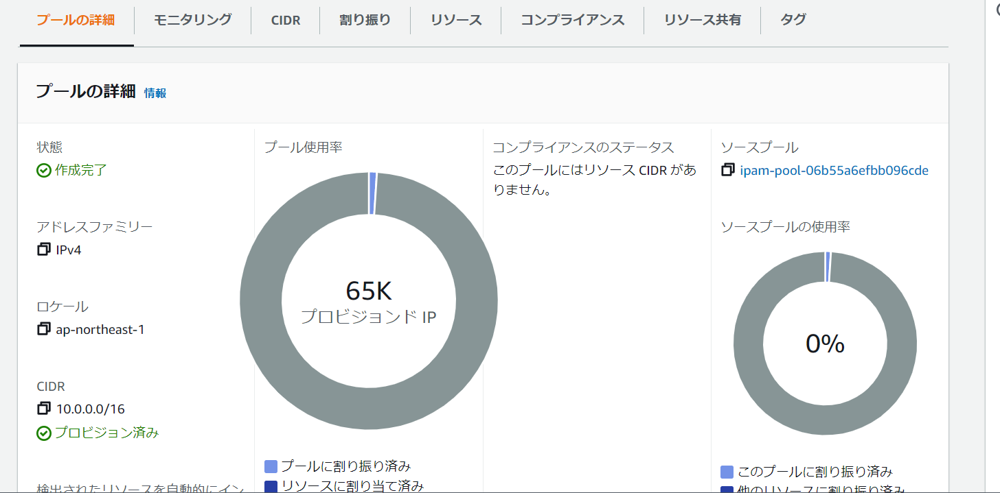 プールの詳細
モニタリング
CIDR
割り振り
リソース
コンプライアンス
リソース共有
タグ
プールの詳細 情報
状態
作成完了
アドレスファミリー
IPv4
ロケール
ap-northeast-1
CIDR
10.0.0.0/16
プロビジョン済み
検出されたリソースを自動的にイン
プール使用率
65K
プロビジョンド IP
プールに割り振り済み
リソースに割り当て済み
コンプライアンスのステータス
このプールにはリソース CIDR があ
りません。
ソースプール
ipam-pool-06b55a6efbb096cde
ソースプールの使用率
0%
このプールに割り振り済み
他のリソースに割り振り済み